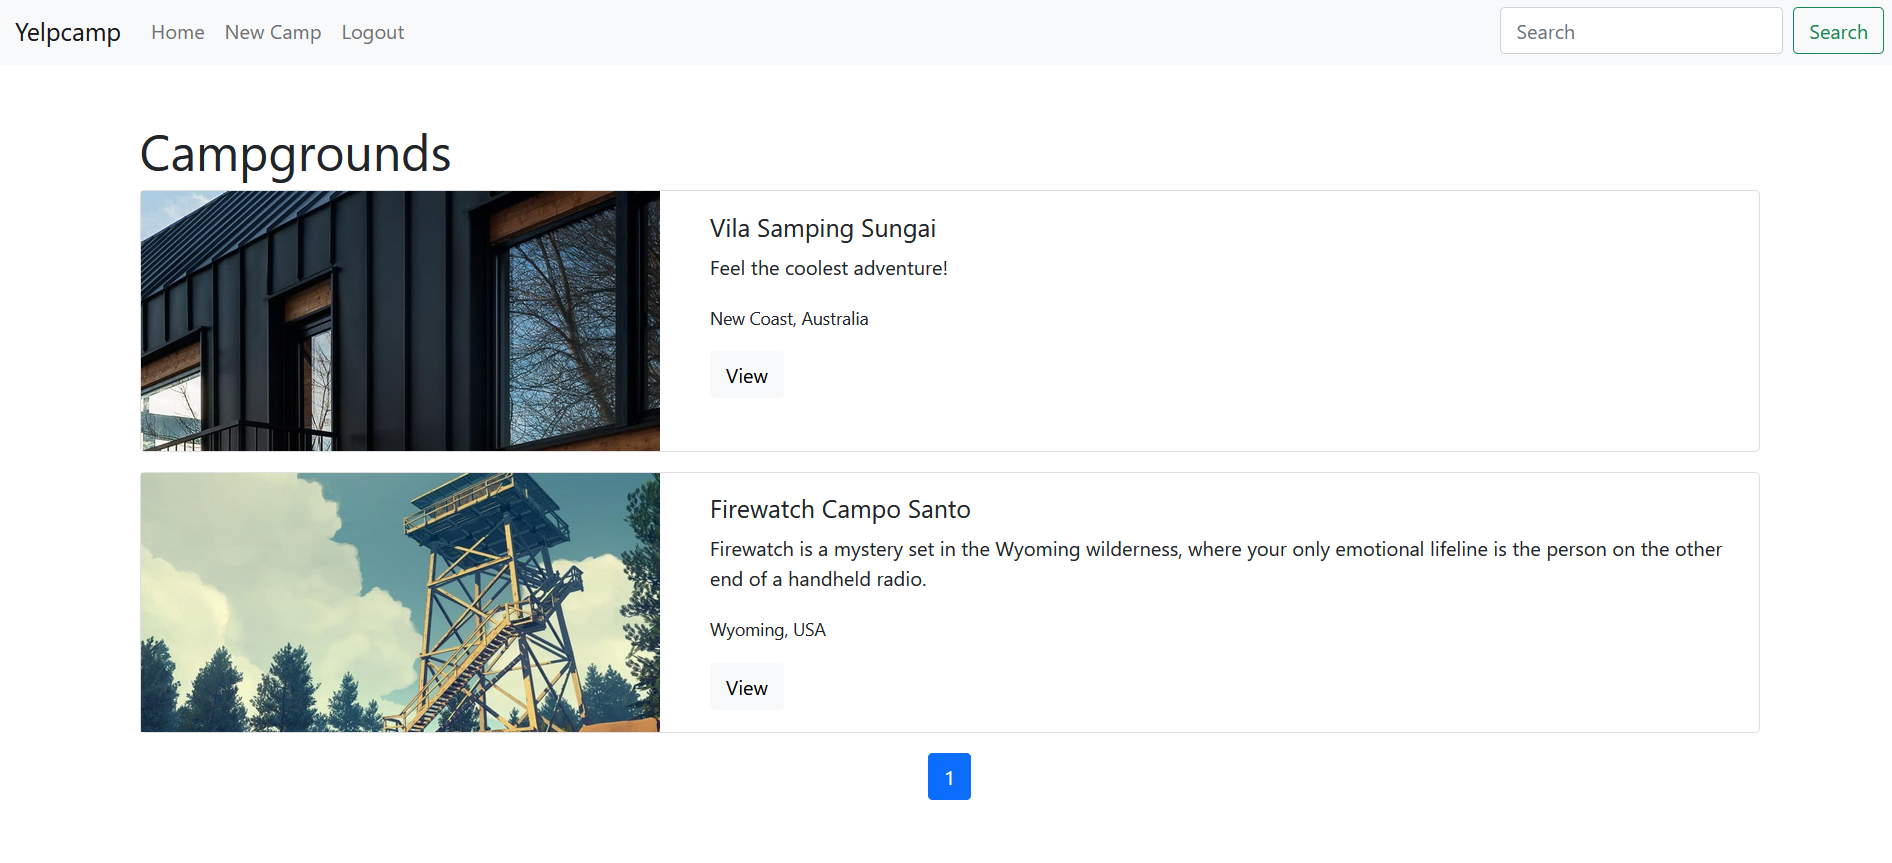 Yelpcamp Home New Camp Logout Search Search
Campgrounds
Vila Samping Sungai
Feel the coolest adventure!
New Coast, Australia
View
Firewatch Campo Santo
Firewatch is a mystery set in the Wyoming wilderness, where your only emotional lifeline is the person on the other
end of a handheld radio.
Wyoming, USA
View
1